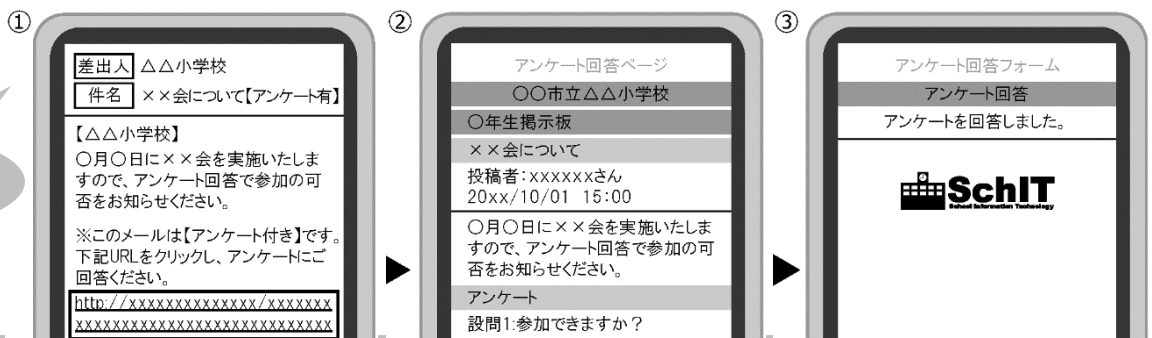 ①
差出人 △△小学校
件名 ××会について【アンケート有】
【△△小学校】
〇月〇日に××会を実施いたしま
すので、アンケート回答で参加の可
否をお知らせください。
※このメールは【アンケート付き】です。
下記URLをクリックし、アンケートにご
回答ください。
http://xxxxxxxxxxxxxx/xxxxxxx
xxxxxxxxxxxxxxxxxxxxxxxxxxxx
②
アンケート回答ページ
〇〇市立△△小学校
〇年生掲示板
××会について
投稿者:xxxxxxさん
20xx/10/01 15:00
〇月〇日に××会を実施いたしま
すので、アンケート回答で参加の可
否をお知らせください。
アンケート
設問1:参加できますか？
③
アンケート回答フォーム
アンケート回答
アンケートを回答しました。
SchIT
School Information Technology